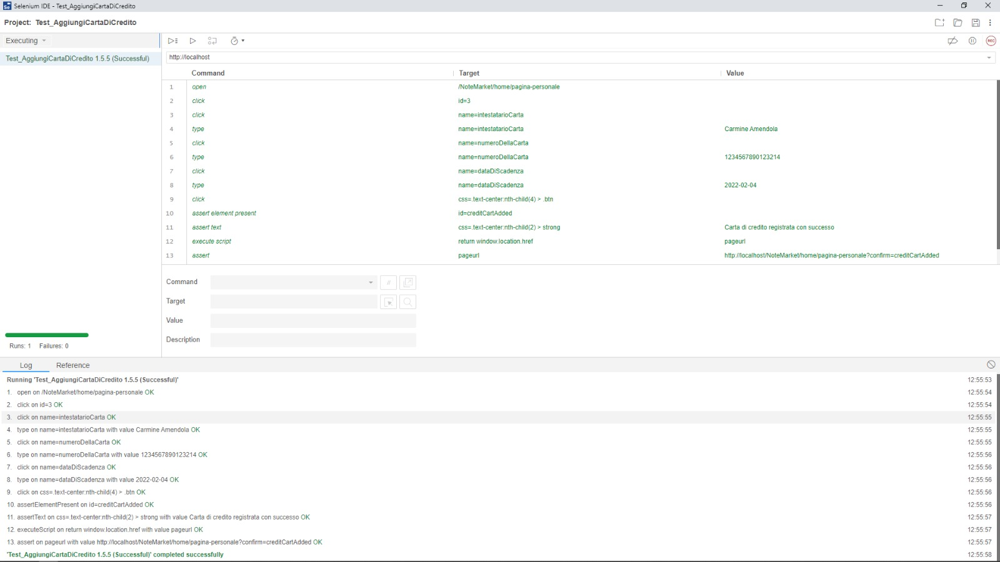 Selenium IDE - Test_AggiungiCartaDiCredito
Project: Test_AggiungiCartaDiCredito
Executing
REC
Test_AggiungiCartaDiCredito 1.5.5 (Successful)
http://localhost
Command Target Value
1 open /NoteMarket/home/pagina-personale
2 click id=3
3 click name=intestatarioCarta
4 type name=intestatarioCarta Carmine Amendola
5 click name=numeroDellaCarta
6 type name=numeroDellaCarta 1234567890123214
7 click name=dataDiScadenza
8 type name=dataDiScadenza 2022-02-04
9 click css=.text-center:nth-child(4) > .btn
10 assert element present id=creditCartAdded
11 assert text css=.text-center:nth-child(2) > strong Carta di credito registrata con successo
12 execute script return window.location.href pageurl
13 assert pageurl http://localhost/NoteMarket/home/pagina-personale?confirm=creditCartAdded
Command //
Target
Value
Description
Runs: 1 Failures: 0
Log Reference
Running 'Test_AggiungiCartaDiCredito 1.5.5 (Successful)' 12:55:53
1. open on /NoteMarket/home/pagina-personale OK 12:55:54
2. click on id=3 OK 12:55:54
3. click on name=intestatarioCarta OK 12:55:55
4. type on name=intestatarioCarta with value Carmine Amendola OK 12:55:55
5. click on name=numeroDellaCarta OK 12:55:55
6. type on name=numeroDellaCarta with value 1234567890123214 OK 12:55:56
7. click on name=dataDiScadenza OK 12:55:56
8. type on name=dataDiScadenza with value 2022-02-04 OK 12:55:56
9. click on css=.text-center:nth-child(4) > .btn OK 12:55:56
10. assertElementPresent on id=creditCartAdded OK 12:55:56
11. assertText on css=.text-center:nth-child(2) > strong with value Carta di credito registrata con successo OK 12:55:57
12. executeScript on return window.location.href with value pageurl OK 12:55:57
13. assert on pageurl with value http://localhost/NoteMarket/home/pagina-personale?confirm=creditCartAdded OK 12:55:57
'Test_AggiungiCartaDiCredito 1.5.5 (Successful)' completed successfully 12:55:58